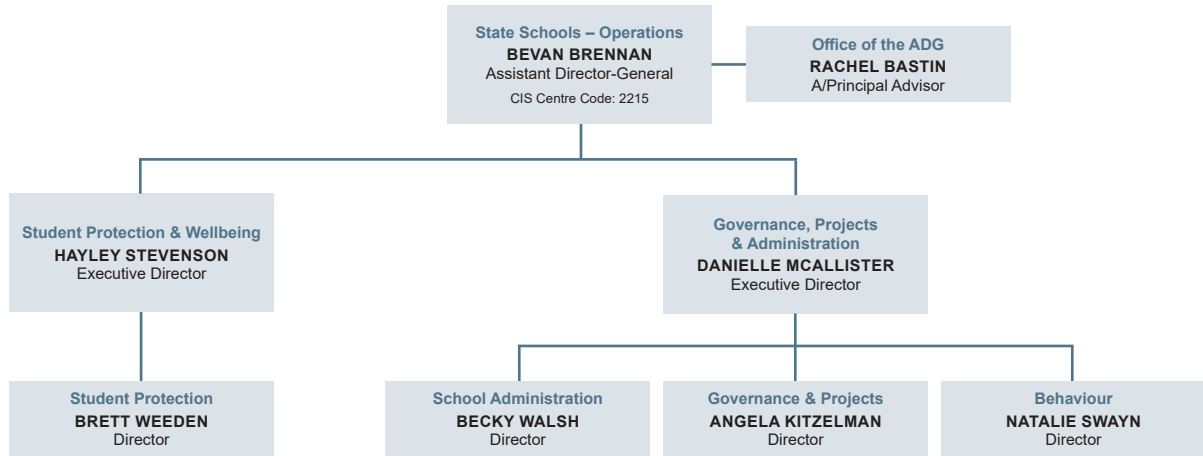 State Schools – Operations
BEVAN BRENNAN
Assistant Director-General
CIS Centre Code: 2215
Office of the ADG
RACHEL BASTIN
A/Principal Advisor
Student Protection & Wellbeing
HAYLEY STEVENSON
Executive Director
Governance, Projects
& Administration
DANIELLE MCALLISTER
Executive Director
Student Protection
BRETT WEEDEN
Director
School Administration
BECKY WALSH
Director
Governance & Projects
ANGELA KITZELMAN
Director
Behaviour
NATALIE SWAYN
Director